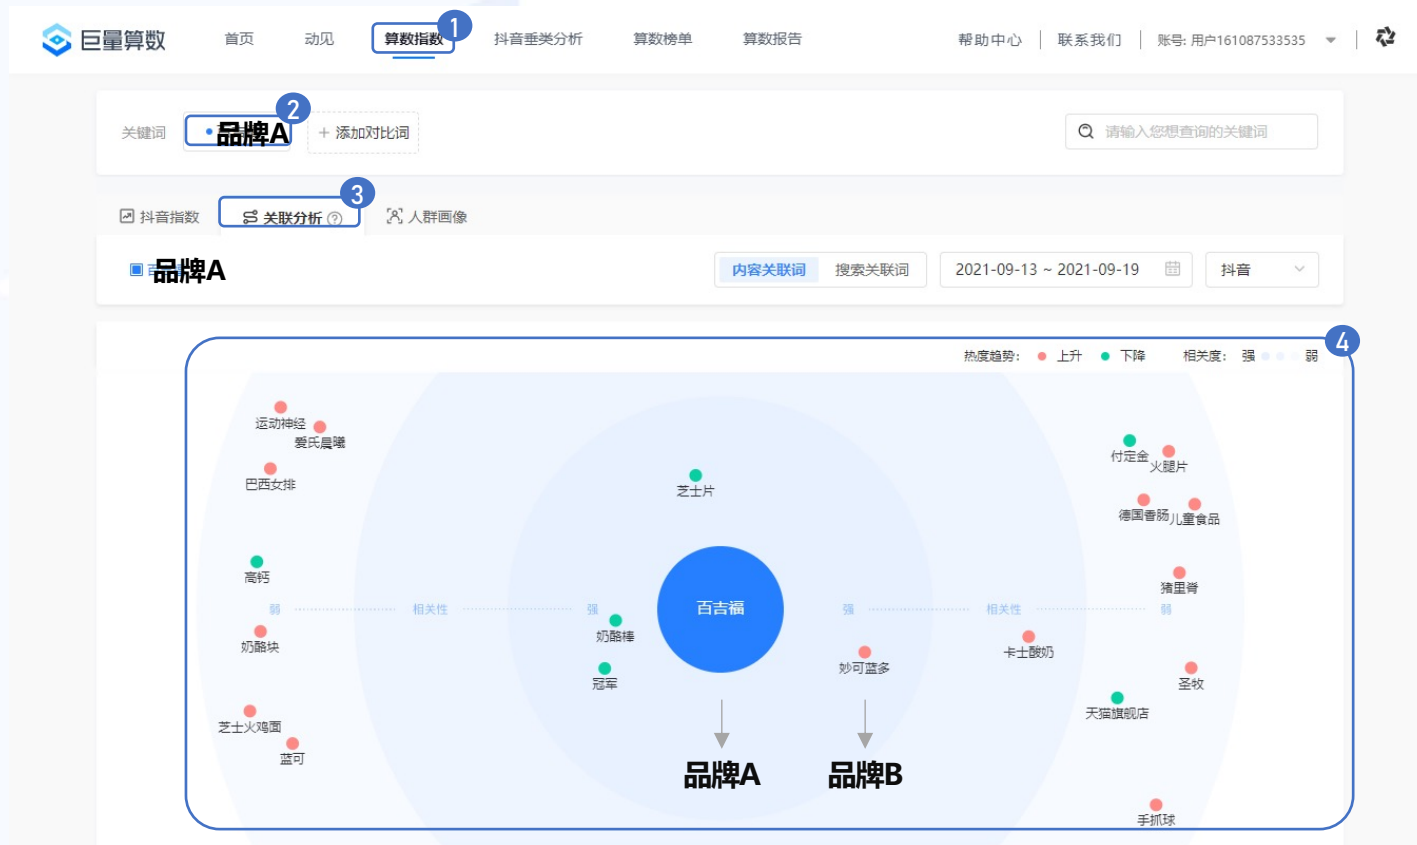 巨量算数
首页
动见
算数指数
1
抖音垂类分析
算数榜单
算数报告
帮助中心
联系我们
账号: 用户161087533535
关键词
品牌A
2
+ 添加对比词
请输入您想查询的关键词
抖音指数
关联分析
3
人群画像
品牌A
内容关联词
搜索关联词
2021-09-13 ~ 2021-09-19
抖音
4
热度趋势:
上升
下降
相关度:
强
弱
运动神经
爱氏晨曦
巴西女排
付定金
火腿片
芝士片
德国香肠
儿童食品
高钙
猪里脊
弱
相关性
强
百吉福
强
相关性
弱
奶酪棒
奶酪块
卡士酸奶
妙可蓝多
冠军
圣牧
天猫旗舰店
芝士火鸡面
蓝可
品牌A
品牌B
手抓球